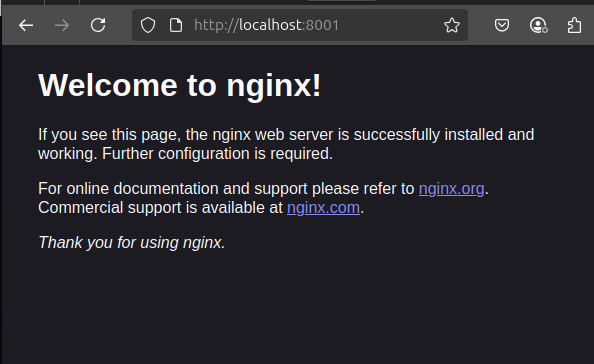 http://localhost:8001
Welcome to nginx!
If you see this page, the nginx web server is successfully installed and
working. Further configuration is required.
For online documentation and support please refer to nginx.org.
Commercial support is available at nginx.com.
Thank you for using nginx.